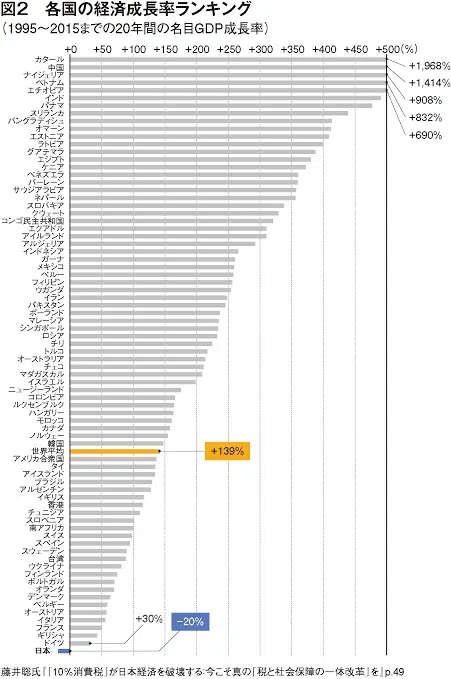 図2　各国の経済成長率ランキング
(1995〜2015までの20年間の名目GDP成長率)
+0 +50 +100 +150 +200 +250 +300 +350 +400 +450 +500(%)
カタール
中国
ナイジェリア
ベトナム
エチオピア
インド
パナマ
スリランカ
バングラディシュ
オマーン
エストニア
ラトビア
グアテマラ
エジプト
ケニア
ベネズエラ
バーレーン
サウジアラビア
ネパール
スロバキア
クウェート
コンゴ民主共和国
エクアドル
アイルランド
アルジェリア
インドネシア
ガーナ
メキシコ
ペルー
フィリピン
ウガンダ
イラン
パキスタン
ポーランド
マレーシア
シンガポール
ロシア
チリ
トルコ
オーストラリア
チェコ
マダガスカル
イスラエル
ニュージーランド
コロンビア
ルクセンブルク
ハンガリー
モロッコ
カナダ
ノルウェー
韓国
世界平均
アメリカ合衆国
タイ
アイスランド
ブラジル
アルゼンチン
イギリス
香港
チュニジア
スロベニア
南アフリカ
スイス
スペイン
スウェーデン
台湾
ウクライナ
フィンランド
ポルトガル
オランダ
デンマーク
ベルギー
オーストリア
イタリア
フランス
ギリシャ
ドイツ
日本
+1,968%
+1,414%
+908%
+832%
+690%
+139%
+30%
−20%
藤井聡氏『「10%消費税」が日本経済を破壊する:今こそ真の「税と社会保障の一体改革」を』p.49